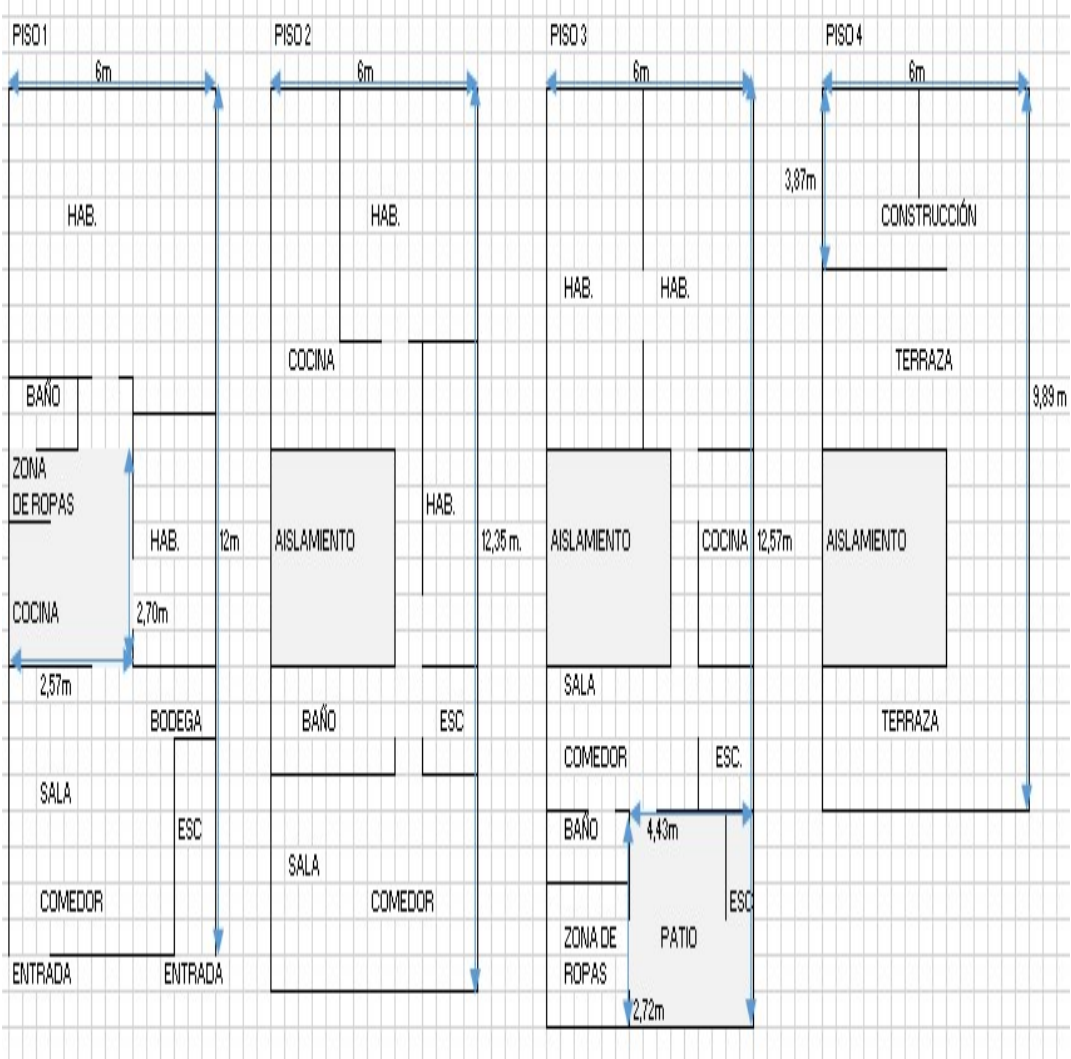 PISO 1
6m
HAB.
BAÑO
ZONA
DE ROPAS
HAB.
12m
COCINA
2,70m
2,57m
BODEGA
SALA
ESC
COMEDOR
ENTRADA
ENTRADA
PISO 2
6m
HAB.
COCINA
HAB.
AISLAMIENTO
12,35 m.
BAÑO
ESC
SALA
COMEDOR
PISO 3
6m
HAB.
HAB.
AISLAMIENTO
COCINA
12,57m
SALA
COMEDOR
ESC.
BAÑO
4,43m
ESC
ZONA DE
ROPAS
PATIO
2,72m
PISO 4
6m
3,87m
CONSTRUCCIÓN
TERRAZA
9,89 m
AISLAMIENTO
TERRAZA